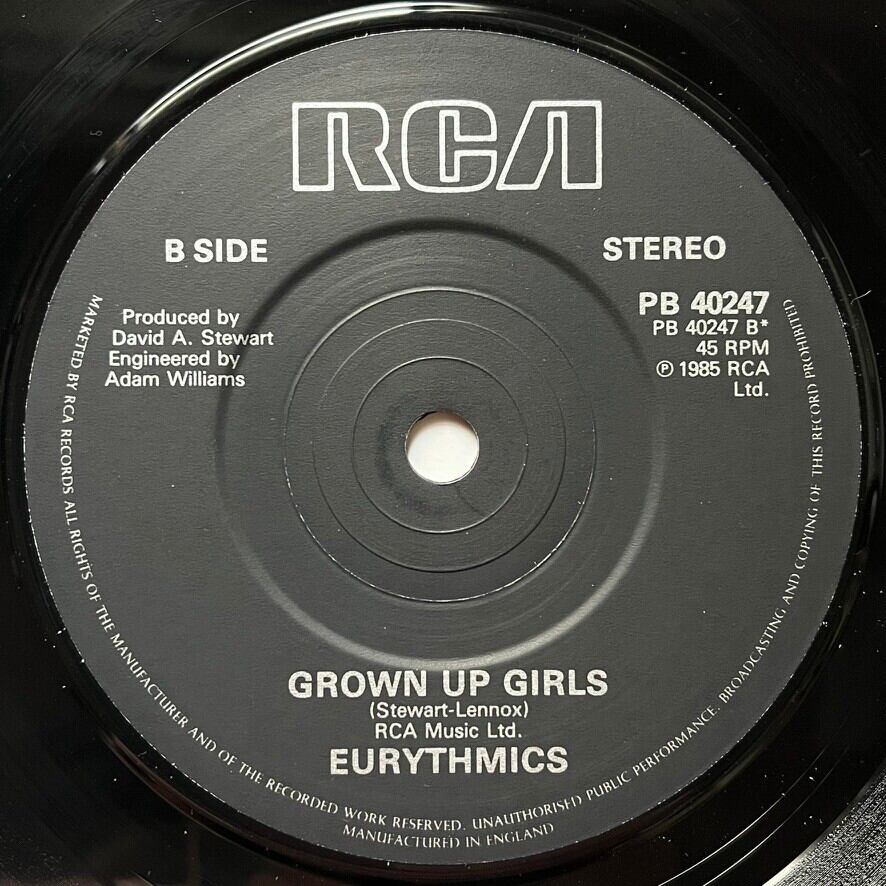 RCA
B SIDE
STEREO
Produced by
David A. Stewart
Engineered by
Adam Williams
PB 40247
PB 40247 B*
45 RPM
℗ 1985 RCA
Ltd.
GROWN UP GIRLS
(Stewart-Lennox)
RCA Music Ltd.
EURYTHMICS
MARKETED BY RCA RECORDS ALL RIGHTS OF THE MANUFACTURER AND OF THE RECORDED WORK RESERVED. UNAUTHORISED PUBLIC PERFORMANCE, BROADCASTING AND COPYING OF THIS RECORD PROHIBITED
MANUFACTURED IN ENGLAND